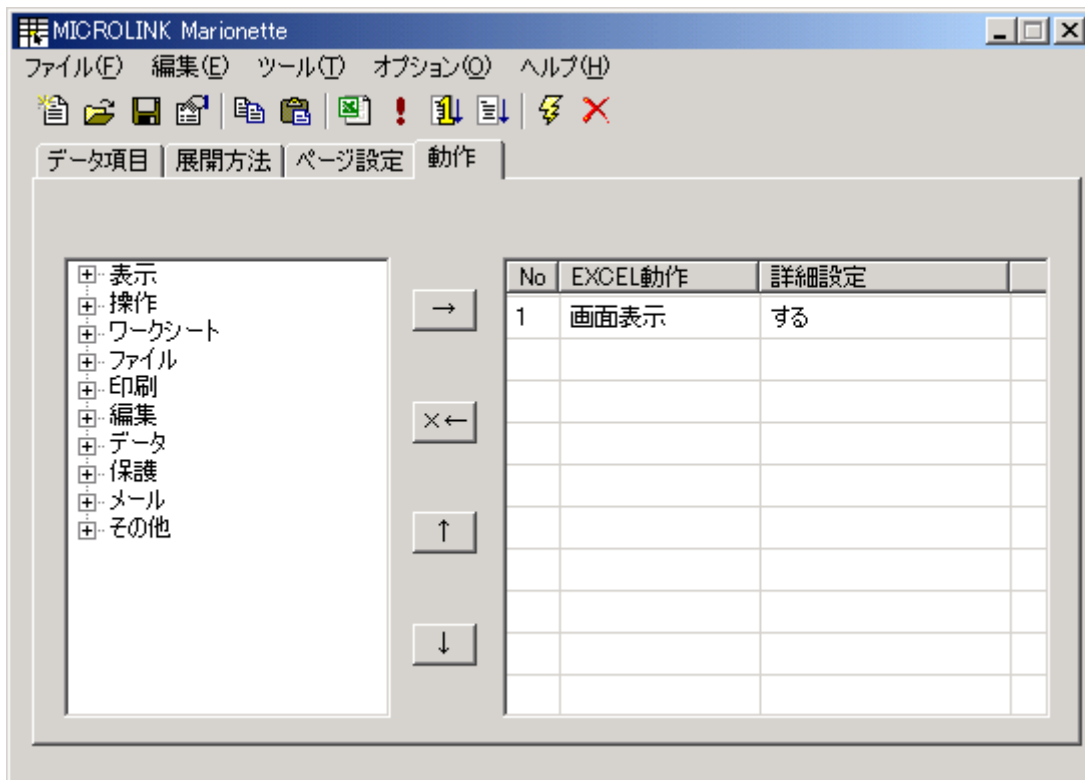 MICROLINK Marionette
ファイル(F) 編集(E) ツール(T) オプション(O) ヘルプ(H)
データ項目 展開方法 ページ設定 動作
表示
操作
ワークシート
ファイル
印刷
編集
データ
保護
メール
その他
→
×←
↑
↓
No EXCEL動作 詳細設定
1 画面表示 する